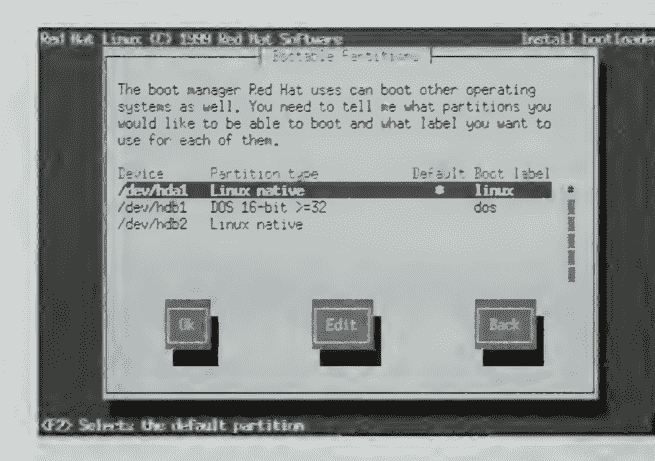 Red Hat Linux (C) 1999 Red Hat Software Install bootloader
Bootable Partitions
The boot manager Red Hat uses can boot other operating
systems as well. You need to tell me what partitions you
would like to be able to boot and what label you want to
use for each of them.
Device Partition type Default Boot label
/dev/hda1 Linux native * linux
/dev/hdb1 DOS 16-bit >=32 dos
/dev/hdb2 Linux native
Ok Edit Back
<F2> Selects the default partition